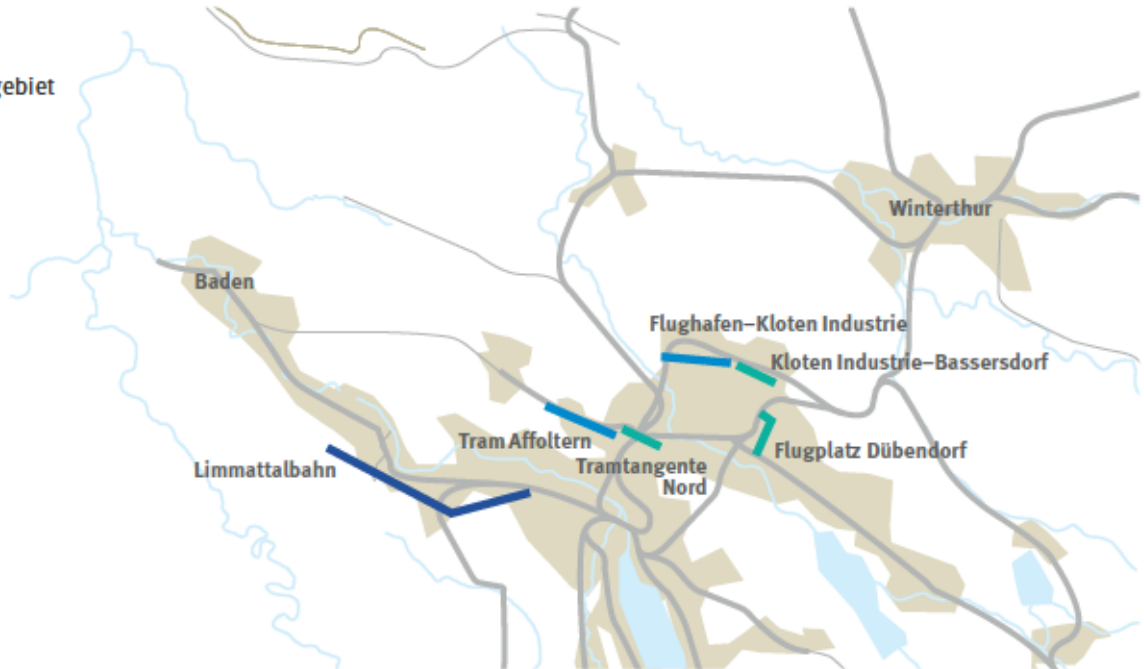 gebiet
Winterthur
Baden
Flughafen–Kloten Industrie
Kloten Industrie–Bassersdorf
Tram Affoltern
Flugplatz Dübendorf
Limmattalbahn
Tramtangente
Nord